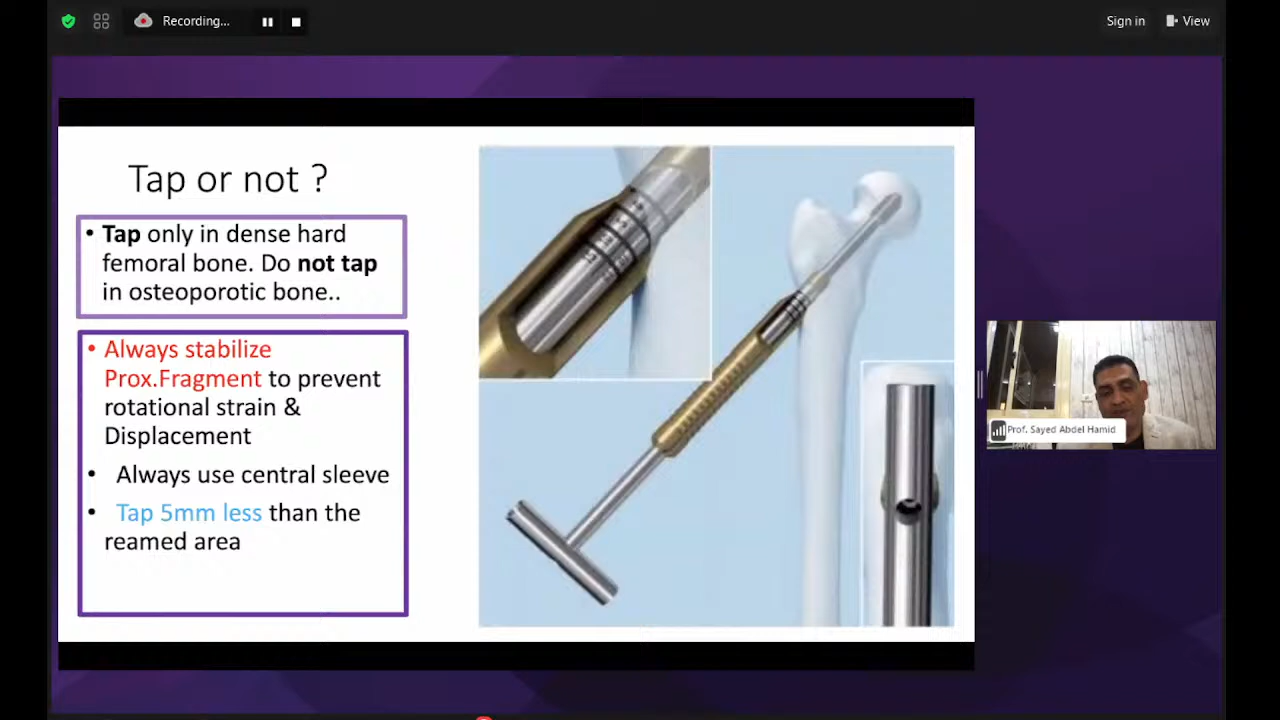 Recording...
Sign in
View
Tap or not ?
• Tap only in dense hard
femoral bone. Do not tap
in osteoporotic bone..
• Always stabilize
Prox.Fragment to prevent
rotational strain &
Displacement
• Always use central sleeve
• Tap 5mm less than the
reamed area
Prof. Sayed Abdel Hamid